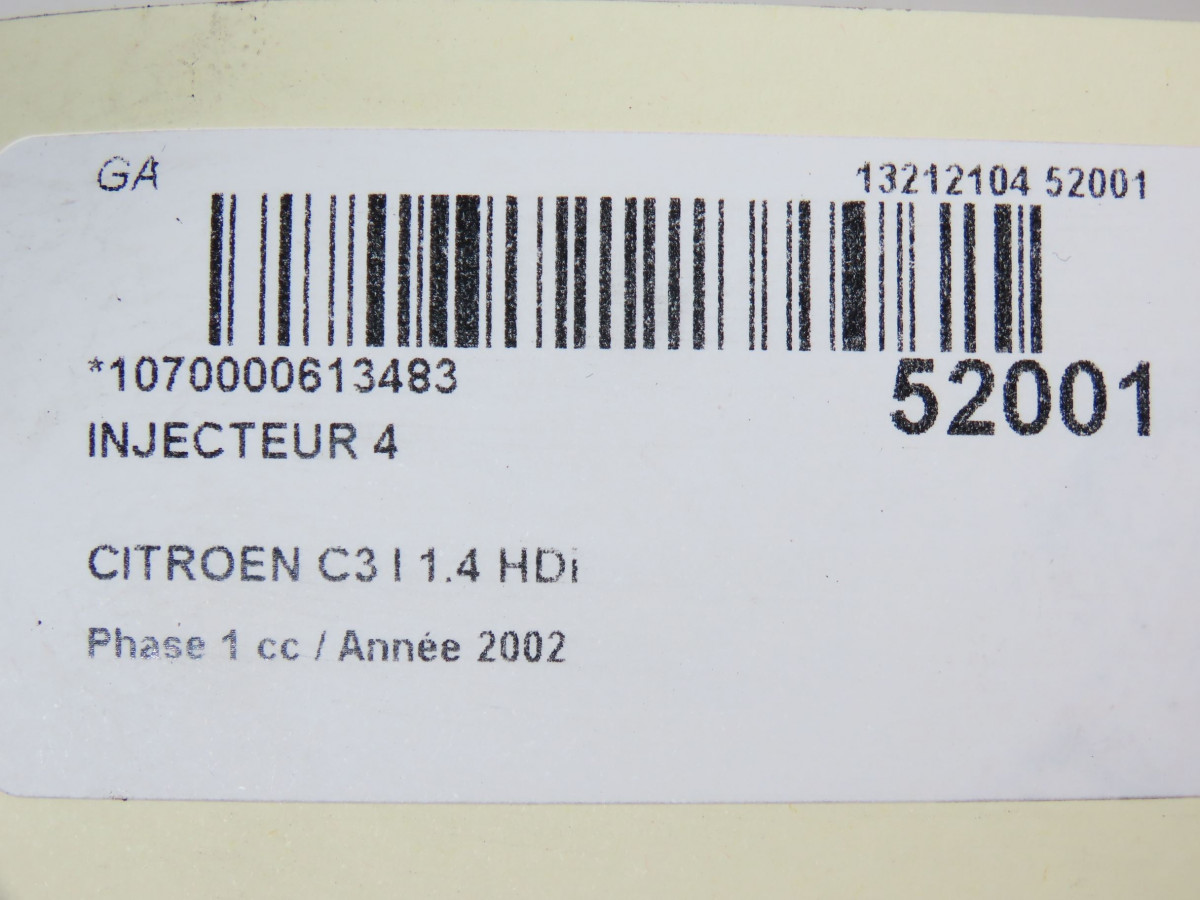 GA 13212104 52001
*1070000613483 52001
INJECTEUR 4
CITROEN C3 I 1.4 HDi
Phase 1 cc / Année 2002